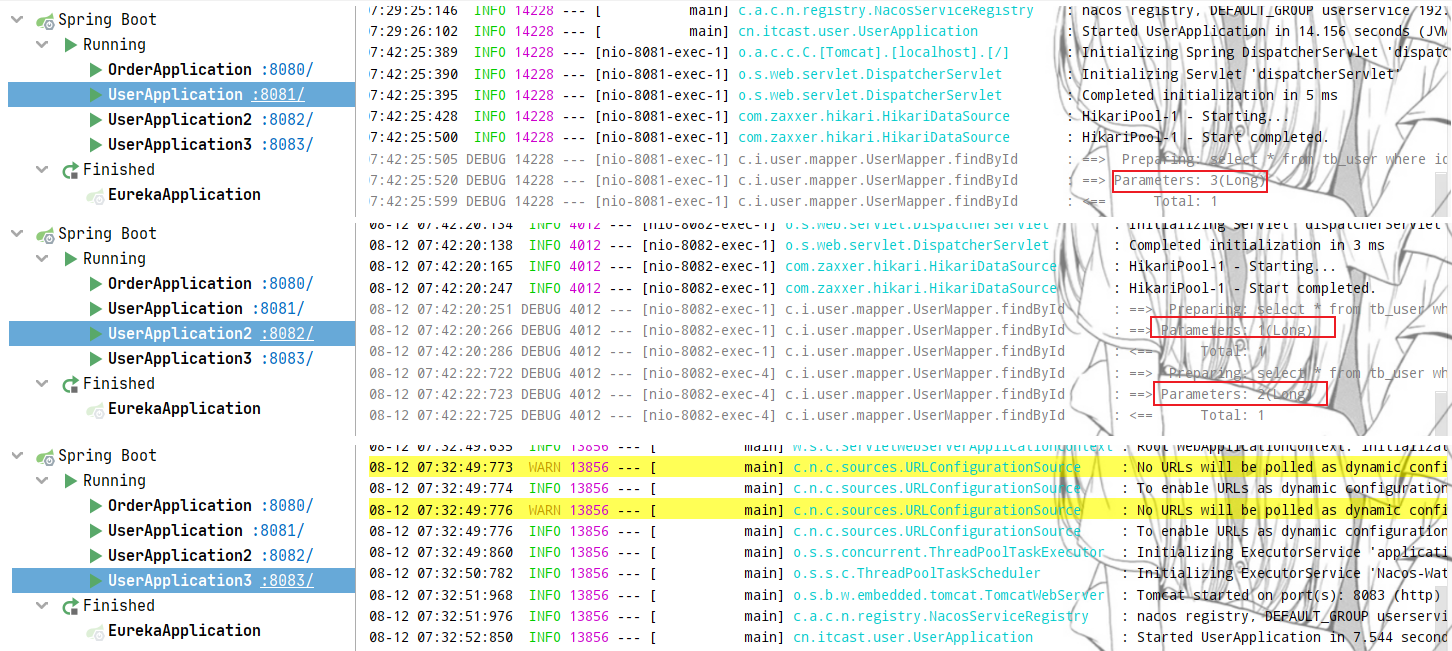 Spring Boot
Running
OrderApplication :8080/
UserApplication :8081/
UserApplication2 :8082/
UserApplication3 :8083/
Finished
EurekaApplication
7:29:25:146 INFO 14228 --- [ main] c.a.c.n.registry.NacosServiceRegistry : nacos registry, DEFAULT_GROUP userservice 192
7:29:26:102 INFO 14228 --- [ main] cn.itcast.user.UserApplication : Started UserApplication in 14.156 seconds (JVM
7:42:25:389 INFO 14228 --- [nio-8081-exec-1] o.a.c.c.C.[Tomcat].[localhost].[/] : Initializing Spring DispatcherServlet 'dispatc
7:42:25:390 INFO 14228 --- [nio-8081-exec-1] o.s.web.servlet.DispatcherServlet : Initializing Servlet 'dispatcherServlet'
7:42:25:395 INFO 14228 --- [nio-8081-exec-1] o.s.web.servlet.DispatcherServlet : Completed initialization in 5 ms
7:42:25:428 INFO 14228 --- [nio-8081-exec-1] com.zaxxer.hikari.HikariDataSource : HikariPool-1 - Starting...
7:42:25:500 INFO 14228 --- [nio-8081-exec-1] com.zaxxer.hikari.HikariDataSource : HikariPool-1 - Start completed.
7:42:25:505 DEBUG 14228 --- [nio-8081-exec-1] c.i.user.mapper.UserMapper.findById : ==> Preparing: select * from tb_user where id
7:42:25:520 DEBUG 14228 --- [nio-8081-exec-1] c.i.user.mapper.UserMapper.findById : ==> Parameters: 3(Long)
7:42:25:599 DEBUG 14228 --- [nio-8081-exec-1] c.i.user.mapper.UserMapper.findById : <== Total: 1
Spring Boot
Running
OrderApplication :8080/
UserApplication :8081/
UserApplication2 :8082/
UserApplication3 :8083/
Finished
EurekaApplication
08-12 07:42:20:134 INFO 4012 --- [nio-8082-exec-1] o.s.web.servlet.DispatcherServlet : Initializing Servlet 'dispatcherServlet'
08-12 07:42:20:138 INFO 4012 --- [nio-8082-exec-1] o.s.web.servlet.DispatcherServlet : Completed initialization in 3 ms
08-12 07:42:20:165 INFO 4012 --- [nio-8082-exec-1] com.zaxxer.hikari.HikariDataSource : HikariPool-1 - Starting...
08-12 07:42:20:247 INFO 4012 --- [nio-8082-exec-1] com.zaxxer.hikari.HikariDataSource : HikariPool-1 - Start completed.
08-12 07:42:20:251 DEBUG 4012 --- [nio-8082-exec-1] c.i.user.mapper.UserMapper.findById : ==> Preparing: select * from tb_user wh
08-12 07:42:20:266 DEBUG 4012 --- [nio-8082-exec-1] c.i.user.mapper.UserMapper.findById : ==> Parameters: 1(Long)
08-12 07:42:20:286 DEBUG 4012 --- [nio-8082-exec-1] c.i.user.mapper.UserMapper.findById : <== Total: 1
08-12 07:42:22:722 DEBUG 4012 --- [nio-8082-exec-4] c.i.user.mapper.UserMapper.findById : ==> Preparing: select * from tb_user wh
08-12 07:42:22:723 DEBUG 4012 --- [nio-8082-exec-4] c.i.user.mapper.UserMapper.findById : ==> Parameters: 2(Long)
08-12 07:42:22:725 DEBUG 4012 --- [nio-8082-exec-4] c.i.user.mapper.UserMapper.findById : <== Total: 1
Spring Boot
Running
OrderApplication :8080/
UserApplication :8081/
UserApplication2 :8082/
UserApplication3 :8083/
Finished
EurekaApplication
08-12 07:32:49:635 INFO 13856 --- [ main] w.s.c.ServletWebServerApplicationContext : Root WebApplicationContext: initializ
08-12 07:32:49:773 WARN 13856 --- [ main] c.n.c.sources.URLConfigurationSource : No URLs will be polled as dynamic confi
08-12 07:32:49:774 INFO 13856 --- [ main] c.n.c.sources.URLConfigurationSource : To enable URLs as dynamic configuration
08-12 07:32:49:776 WARN 13856 --- [ main] c.n.c.sources.URLConfigurationSource : No URLs will be polled as dynamic confi
08-12 07:32:49:776 INFO 13856 --- [ main] c.n.c.sources.URLConfigurationSource : To enable URLs as dynamic configuration
08-12 07:32:49:860 INFO 13856 --- [ main] o.s.s.concurrent.ThreadPoolTaskExecutor : Initializing ExecutorService 'applicati
08-12 07:32:50:782 INFO 13856 --- [ main] o.s.s.c.ThreadPoolTaskScheduler : Initializing ExecutorService 'Nacos-Wat
08-12 07:32:51:968 INFO 13856 --- [ main] o.s.b.w.embedded.tomcat.TomcatWebServer : Tomcat started on port(s): 8083 (http)
08-12 07:32:51:976 INFO 13856 --- [ main] c.a.c.n.registry.NacosServiceRegistry : nacos registry, DEFAULT_GROUP userservi
08-12 07:32:52:850 INFO 13856 --- [ main] cn.itcast.user.UserApplication : Started UserApplication in 7.544 second